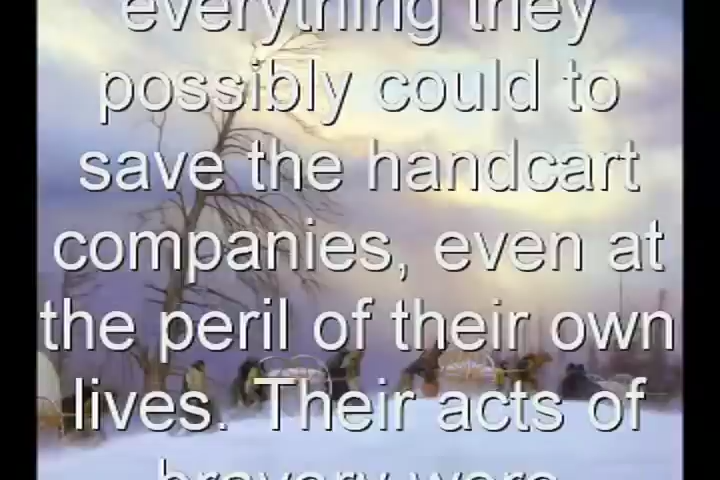 everything they
possibly could to
save the handcart
companies, even at
the peril of their own
lives. Their acts of
bravery were